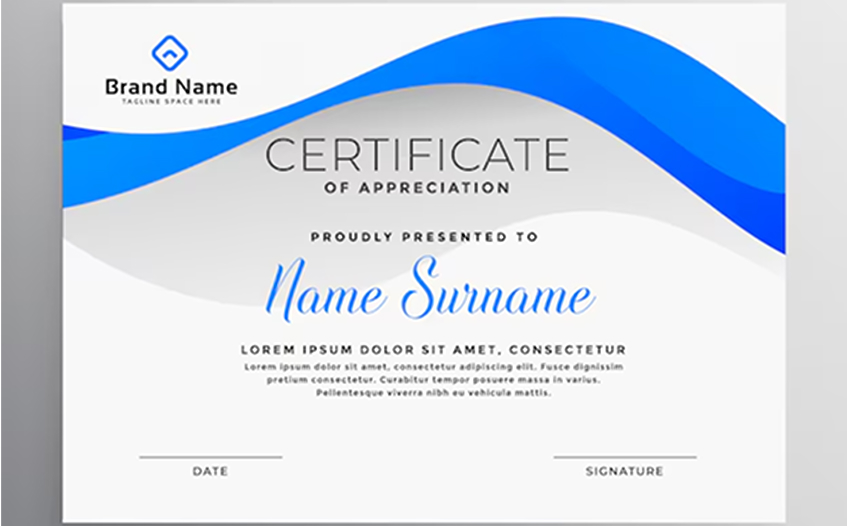 Brand Name
TAGLINE SPACE HERE
CERTIFICATE
OF APPRECIATION
PROUDLY PRESENTED TO
Name Surname
LOREM IPSUM DOLOR SIT AMET, CONSECTETUR
Lorem ipsum dolor sit amet, consectetur adipiscing elit. Fusce dignissim
pretium consectetur. Curabitur tempor posuere massa in varius.
Pellentesque viverra nibh eu vehicula mattis.
DATE
SIGNATURE